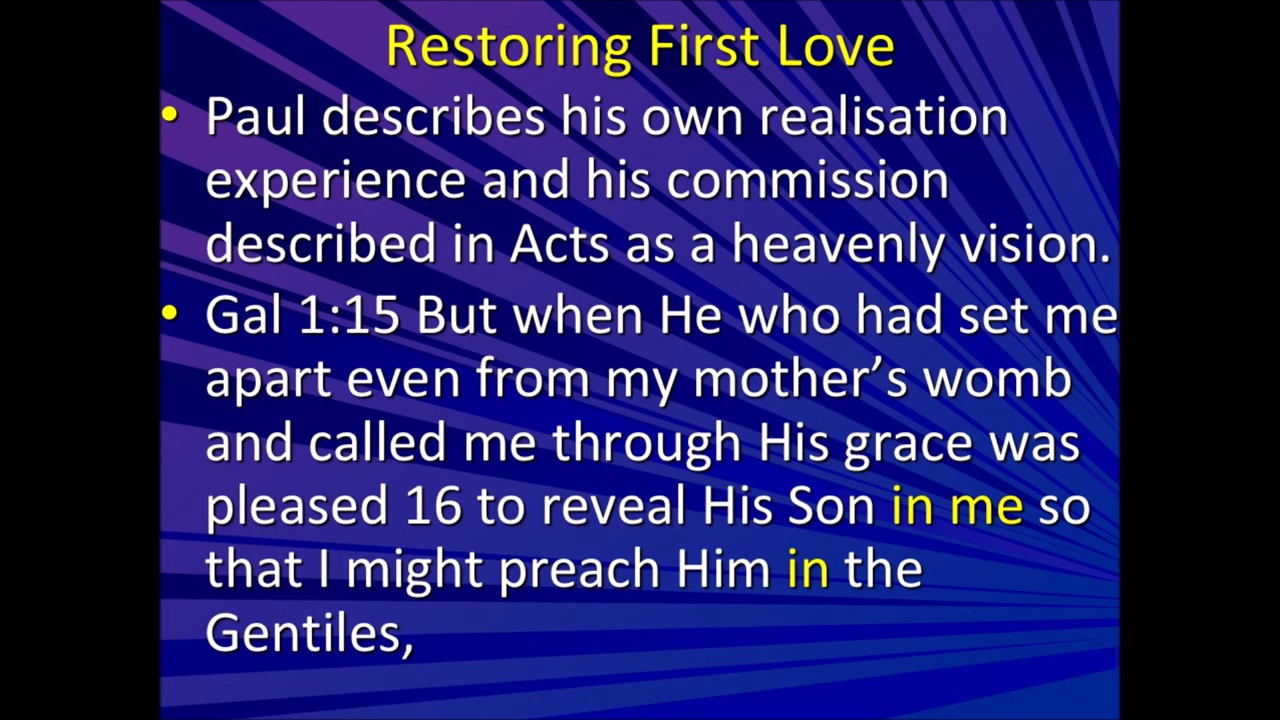 Restoring First Love
• Paul describes his own realisation
experience and his commission
described in Acts as a heavenly vision.
• Gal 1:15 But when He who had set me
apart even from my mother’s womb
and called me through His grace was
pleased 16 to reveal His Son in me so
that I might preach Him in the
Gentiles,